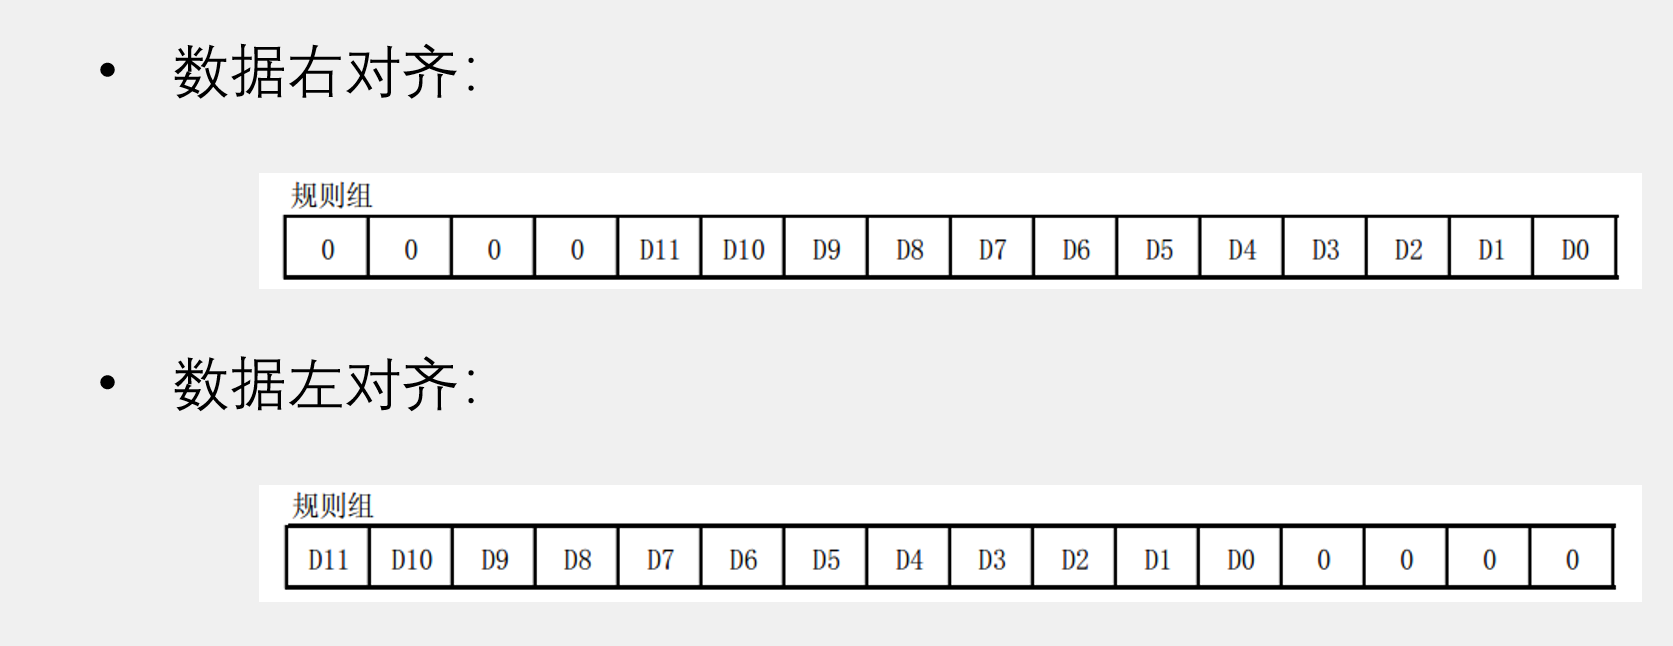 • 数据右对齐：
规则组
0 0 0 0 D11 D10 D9 D8 D7 D6 D5 D4 D3 D2 D1 D0
• 数据左对齐：
规则组
D11 D10 D9 D8 D7 D6 D5 D4 D3 D2 D1 D0 0 0 0 0